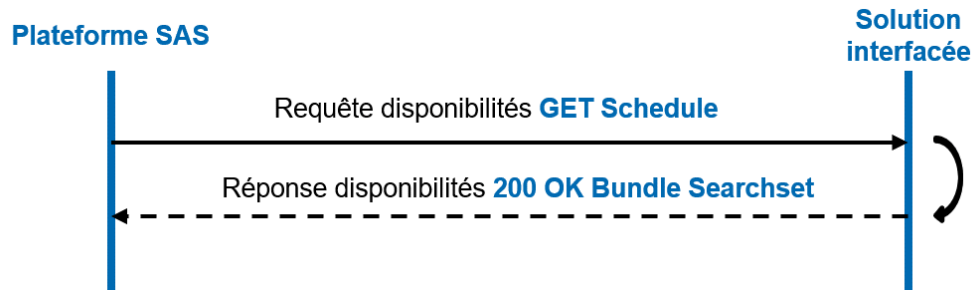 Plateforme SAS
Solution
interfacée
Requête disponibilités GET Schedule
Réponse disponibilités 200 OK Bundle Searchset